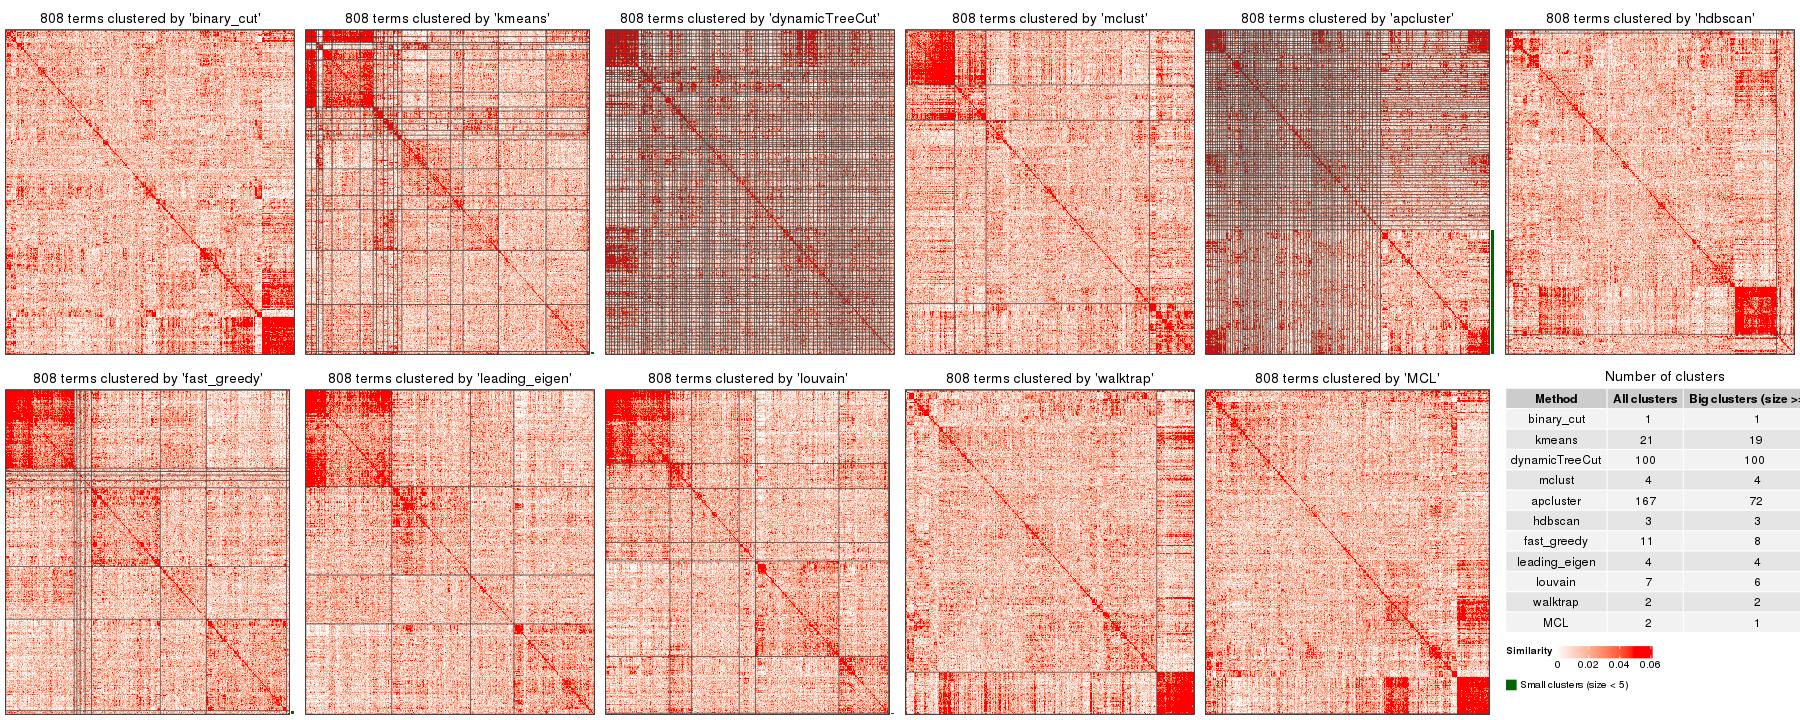 808 terms clustered by 'binary_cut'
808 terms clustered by 'kmeans'
808 terms clustered by 'dynamicTreeCut'
808 terms clustered by 'mclust'
808 terms clustered by 'apcluster'
808 terms clustered by 'hdbscan'
808 terms clustered by 'fast_greedy'
808 terms clustered by 'leading_eigen'
808 terms clustered by 'louvain'
808 terms clustered by 'walktrap'
808 terms clustered by 'MCL'
Number of clusters
Method All clusters Big clusters (size >
binary_cut 1 1
kmeans 21 19
dynamicTreeCut 100 100
mclust 4 4
apcluster 167 72
hdbscan 3 3
fast_greedy 11 8
leading_eigen 4 4
louvain 7 6
walktrap 2 2
MCL 2 1
Similarity
0 0.02 0.04 0.06
Small clusters (size < 5)